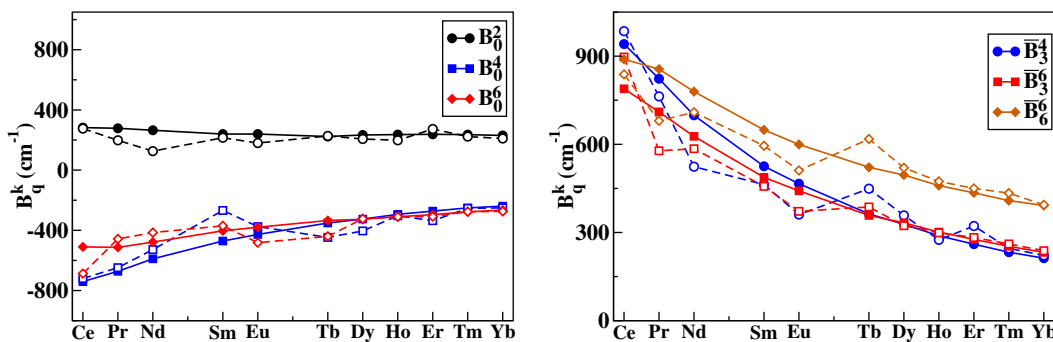 800
400
0
-400
-800
B^k_q (cm^-1)
B^2_0
B^4_0
B^6_0
Ce Pr Nd Sm Eu Tb Dy Ho Er Tm Yb
900
600
300
0
B^k_q (cm^-1)
B̅^4_3
B̅^6_3
B̅^6_6
Ce Pr Nd Sm Eu Tb Dy Ho Er Tm Yb